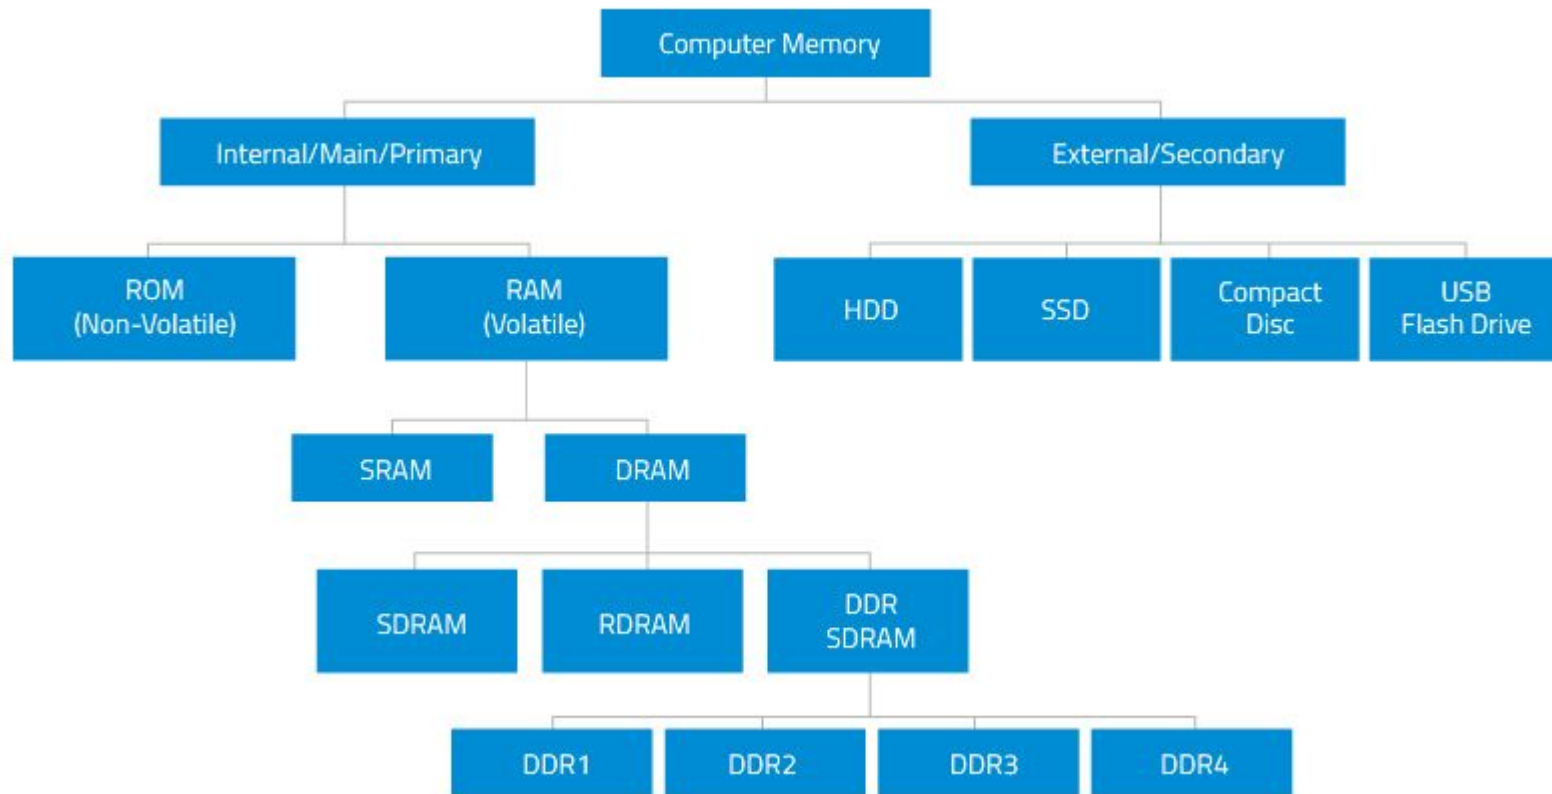 Computer Memory
Internal/Main/Primary
External/Secondary
ROM
(Non-Volatile)
RAM
(Volatile)
HDD
SSD
Compact
Disc
USB
Flash Drive
SRAM
DRAM
SDRAM
RDRAM
DDR
SDRAM
DDR1
DDR2
DDR3
DDR4